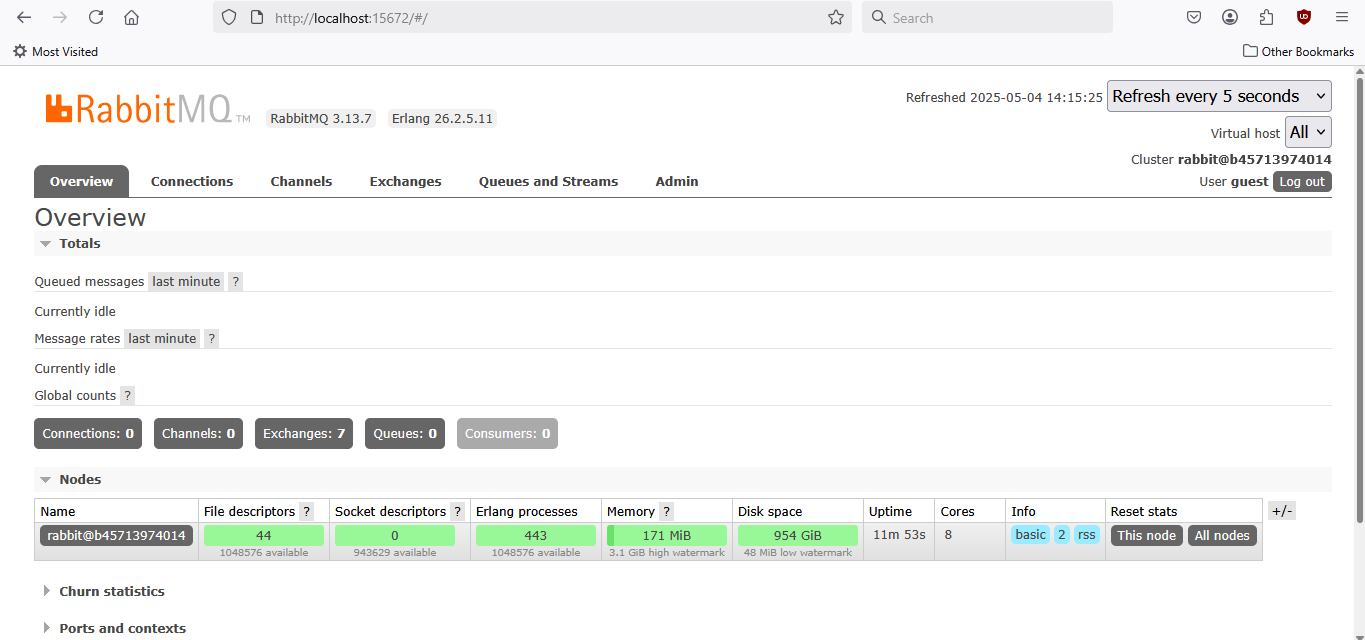 http://localhost:15672/#/
Search
Most Visited
Other Bookmarks
RabbitMQ TM
RabbitMQ 3.13.7 Erlang 26.2.5.11
Refreshed 2025-05-04 14:15:25 Refresh every 5 seconds
Virtual host All
Cluster rabbit@b45713974014
User guest Log out
Overview Connections Channels Exchanges Queues and Streams Admin
Overview
Totals
Queued messages last minute ?
Currently idle
Message rates last minute ?
Currently idle
Global counts ?
Connections: 0 Channels: 0 Exchanges: 7 Queues: 0 Consumers: 0
Nodes
Name File descriptors ? Socket descriptors ? Erlang processes Memory ? Disk space Uptime Cores Info Reset stats +/-
rabbit@b45713974014 44 0 443 171 MiB 954 GiB 11m 53s 8 basic 2 rss This node All nodes
1048576 available 943629 available 1048576 available 3.1 GiB high watermark 48 MiB low watermark
Churn statistics
Ports and contexts